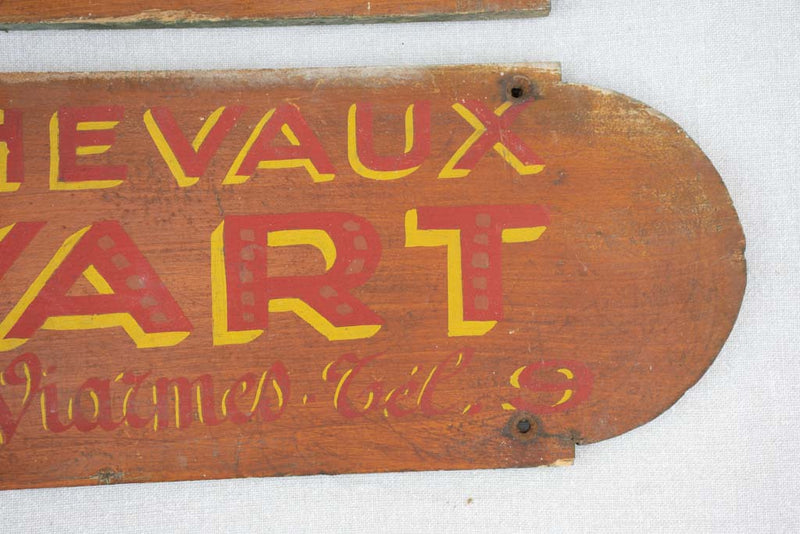 HEVAUX
ART
Viarmes. Tél. 9